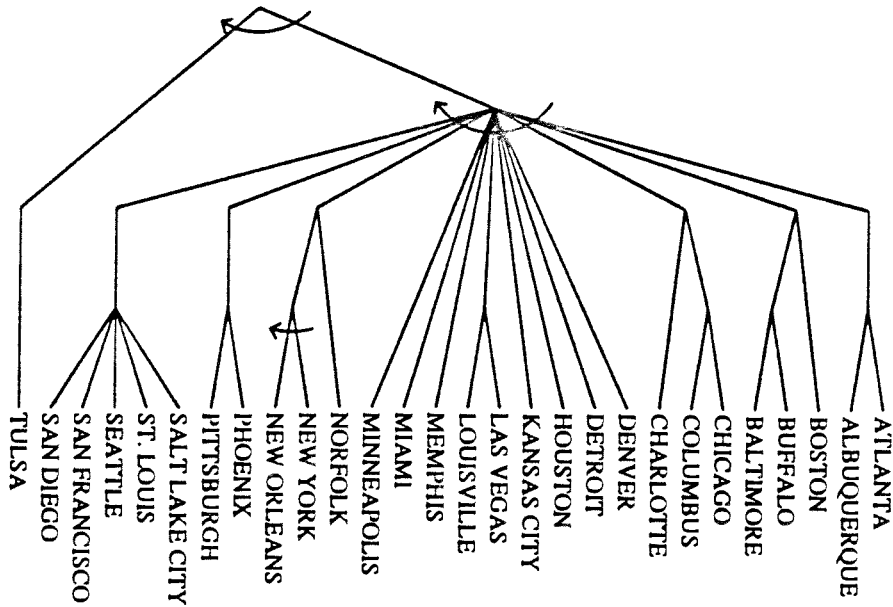 TULSA
SAN DIEGO
SAN FRANCISCO
SEATTLE
ST. LOUIS
SALT LAKE CITY
PITTSBURGH
PHOENIX
NEW ORLEANS
NEW YORK
NORFOLK
MINNEAPOLIS
MIAMI
MEMPHIS
LOUISVILLE
LAS VEGAS
KANSAS CITY
HOUSTON
DETROIT
DENVER
CHARLOTTE
COLUMBUS
CHICAGO
BALTIMORE
BUFFALO
BOSTON
ALBUQUERQUE
ATLANTA